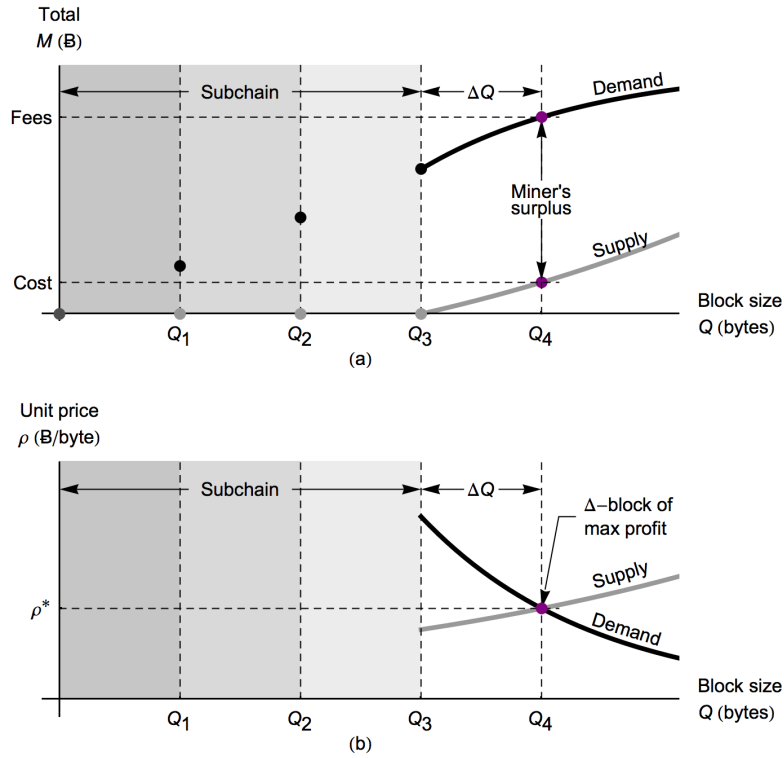 Total
M (Ƀ)
Subchain
ΔQ
Demand
Fees
Miner's
surplus
Supply
Cost
Block size
Q (bytes)
Q₁
Q₂
Q₃
Q₄
(a)
Unit price
ρ (Ƀ/byte)
Subchain
ΔQ
Δ−block of
max profit
Supply
ρ*
Demand
Block size
Q (bytes)
Q₁
Q₂
Q₃
Q₄
(b)